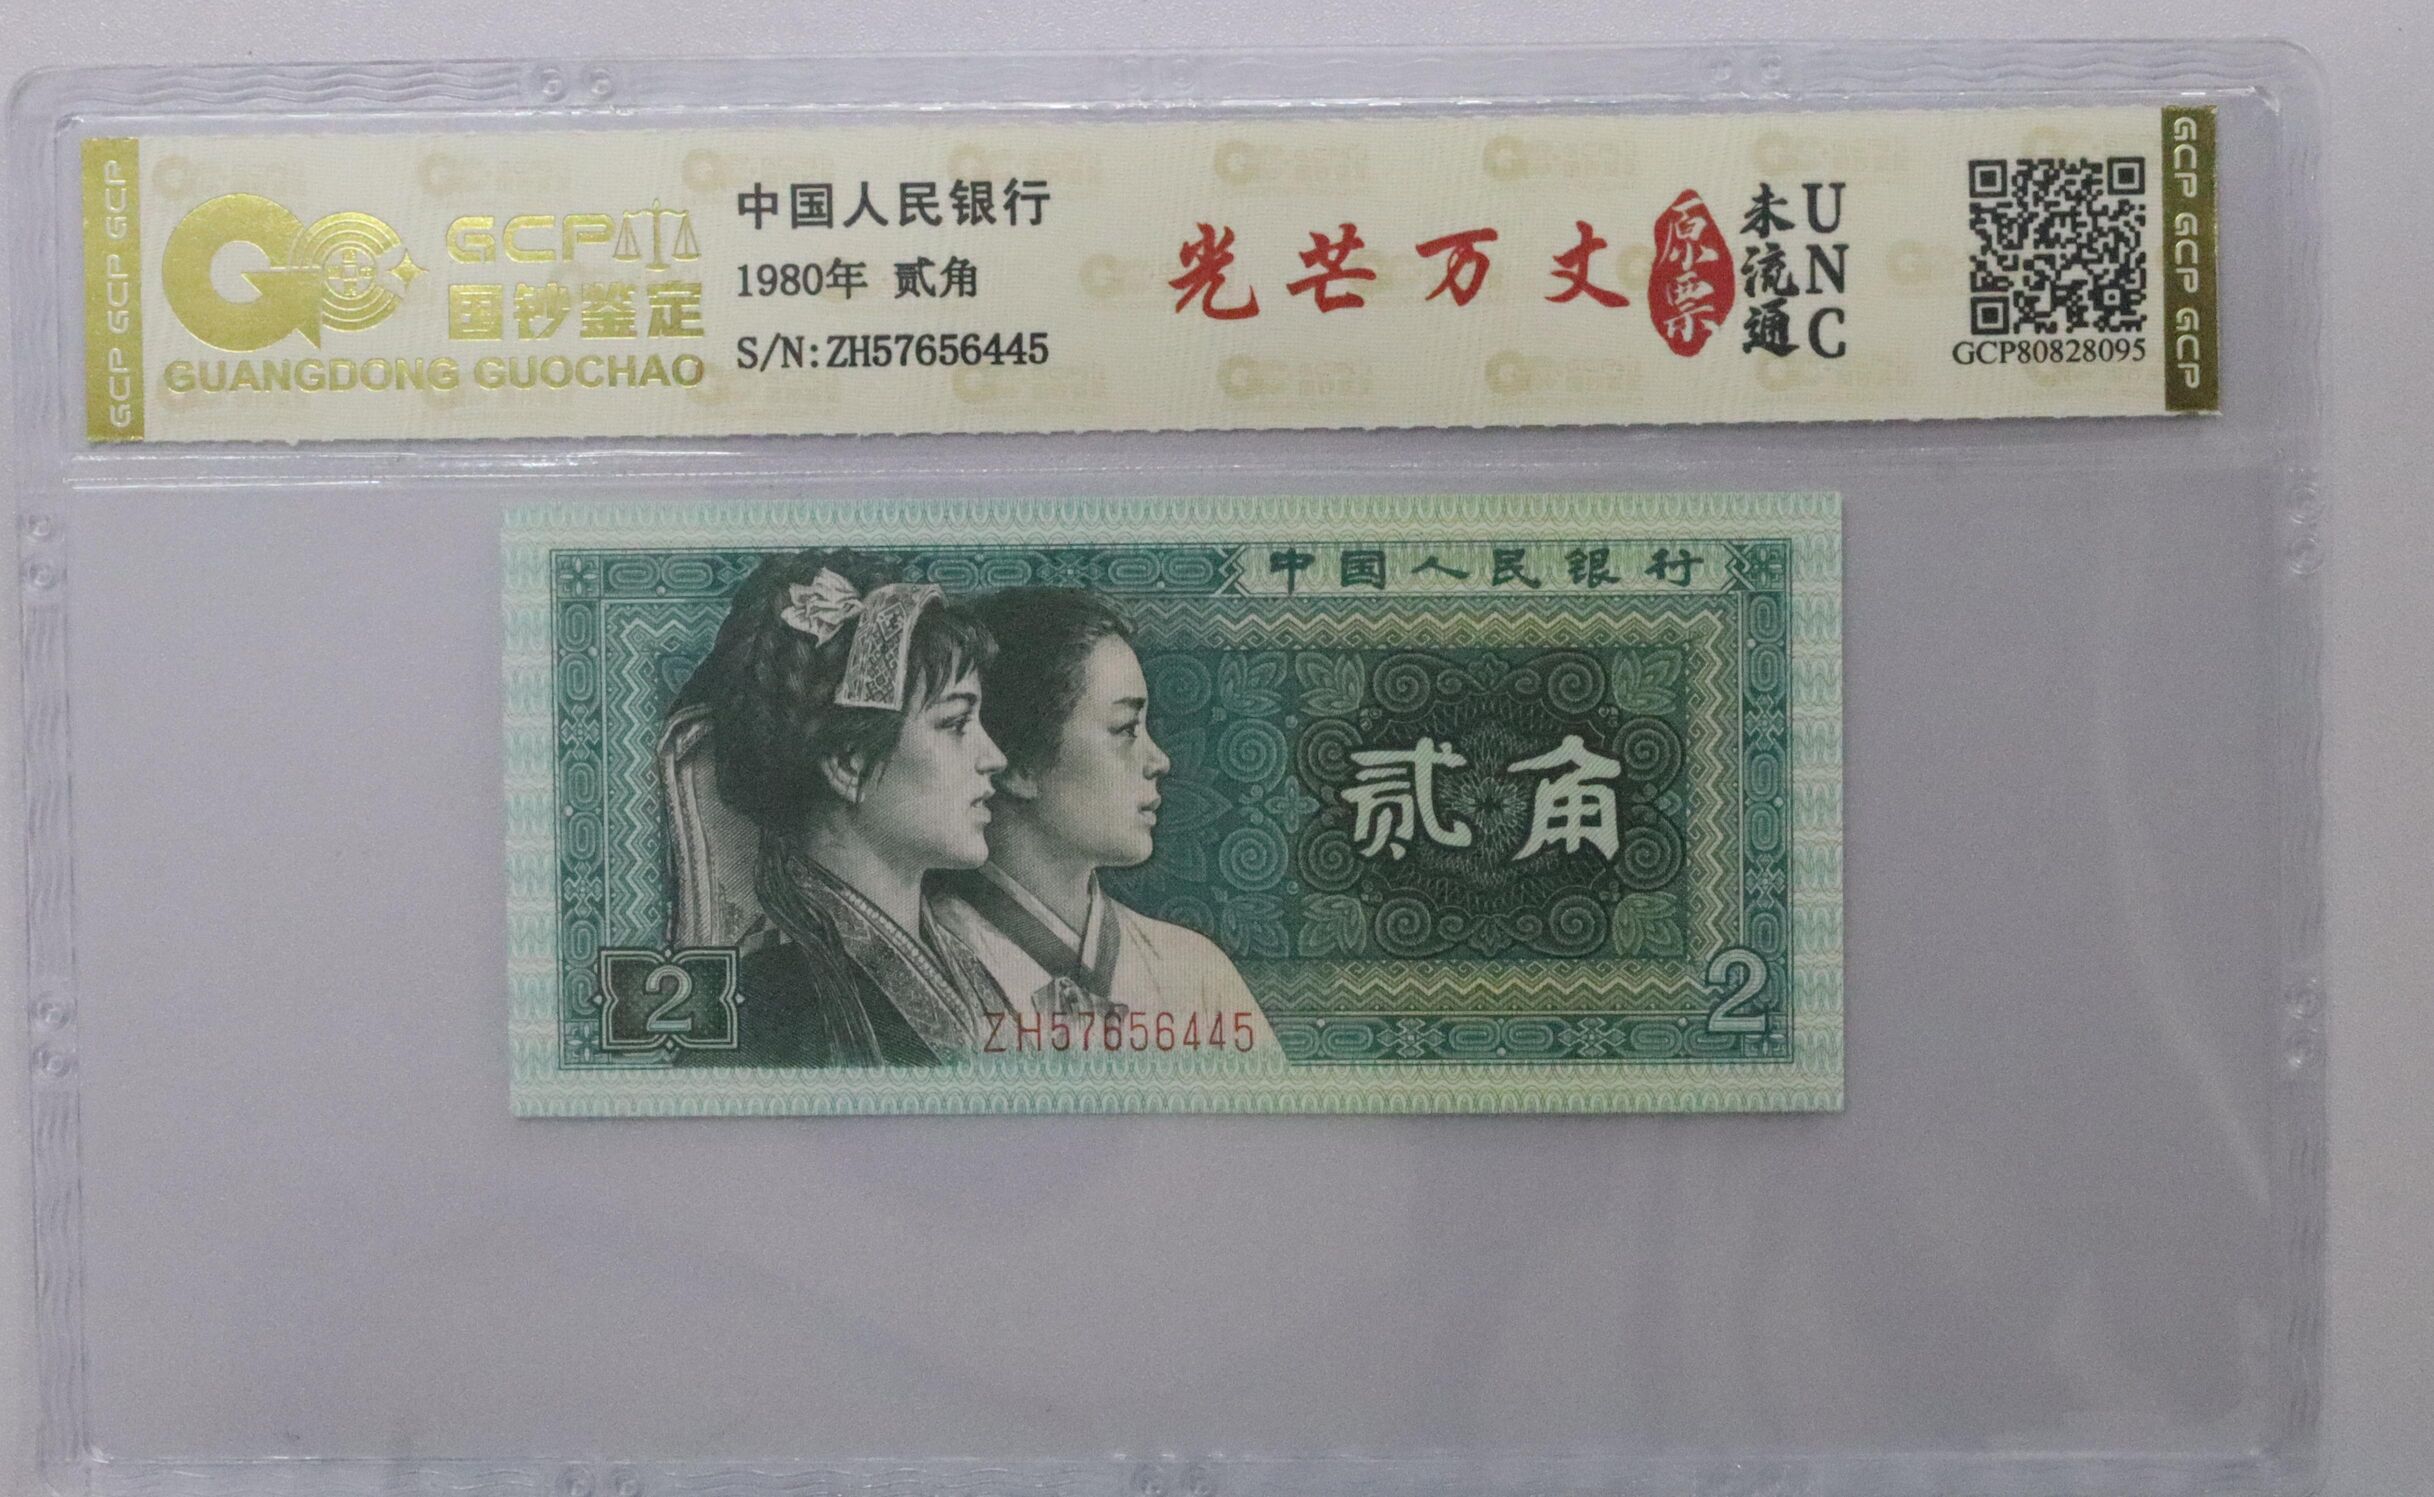 GCP GCP GCP
GCP
国钞鉴定
GUANGDONG GUOCHAO
中国人民银行
1980年 贰角
S/N:ZH57656445
光芒万丈
原票
未流通
UNC
GCP80828095
GCP GCP GCP GCP
中国人民银行
贰角
2
2
ZH57656445